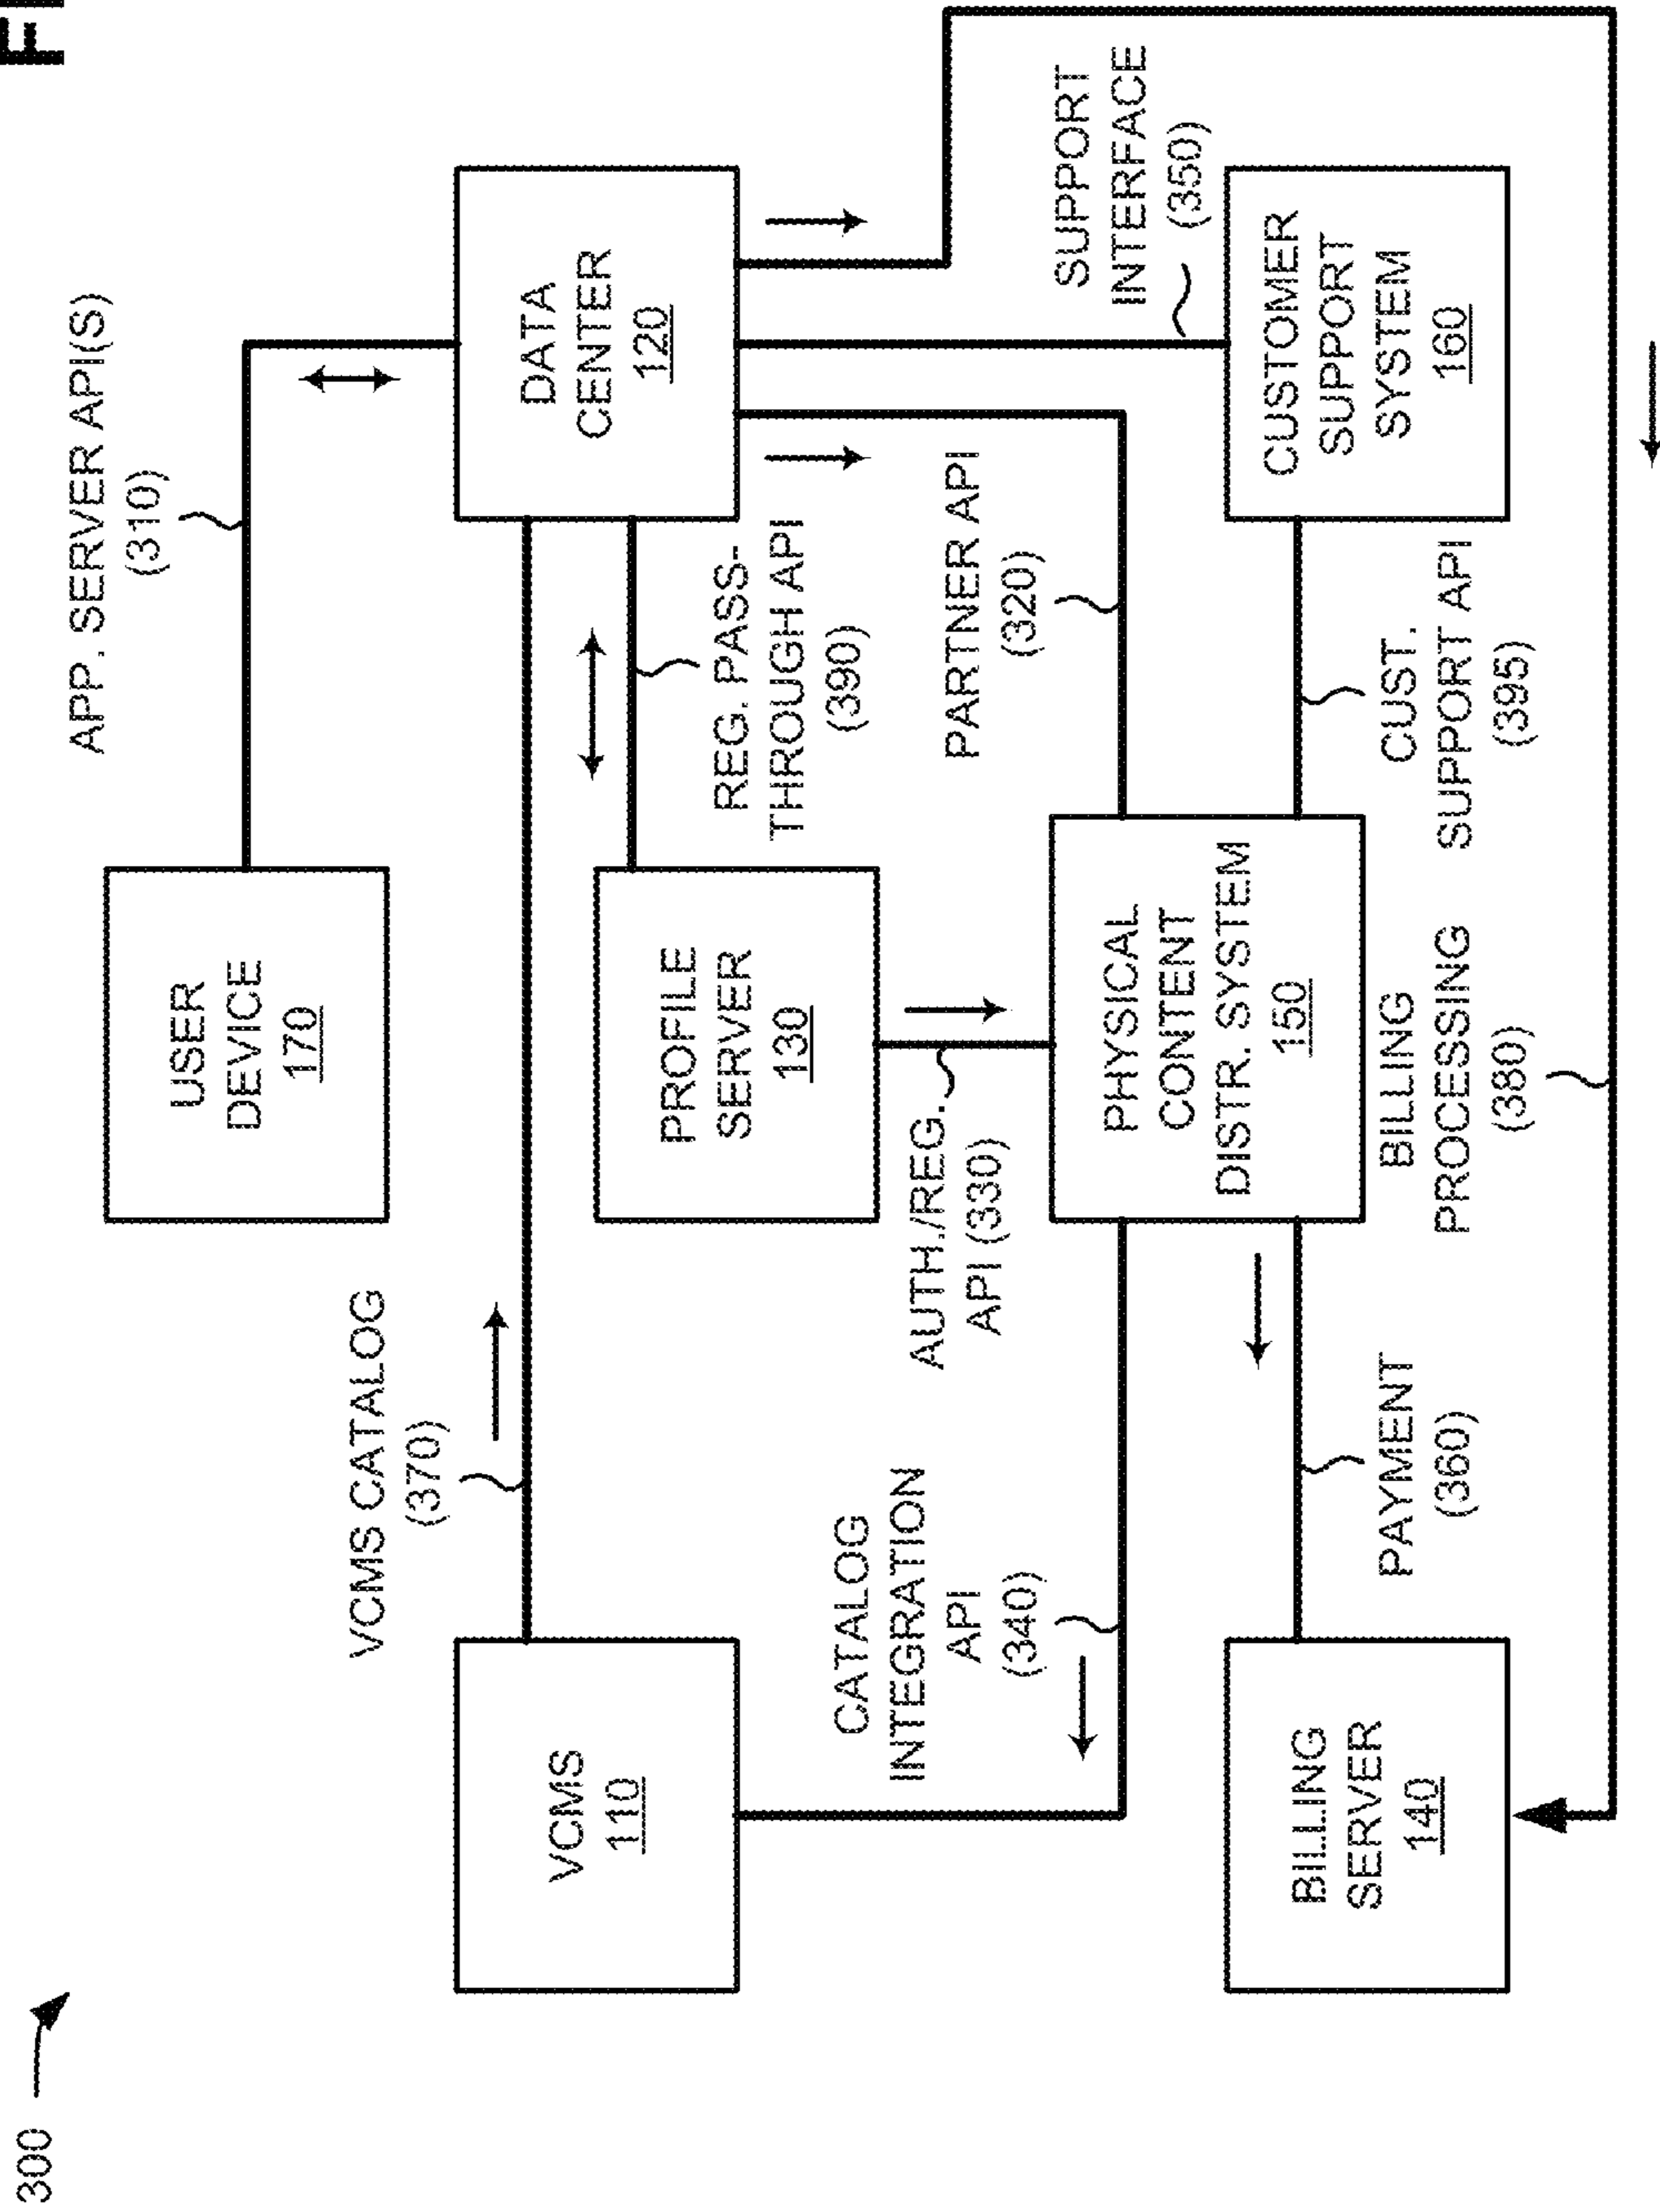 300
APP. SERVER API(S)
(310)
USER
DEVICE
170
VCMS CATALOG
(370)
VCMS
110
DATA
CENTER
120
PROFILE
SERVER
130
REG. PASS-
THROUGH API
(390)
CATALOG
INTEGRATION
API
(340)
AUTH./REG.
API (330)
PARTNER API
(320)
SUPPORT
INTERFACE
(350)
PHYSICAL
CONTENT
DISTR. SYSTEM
150
BILLING
SERVER
140
PAYMENT
(360)
BILLING
PROCESSING
(380)
CUST.
SUPPORT API
(395)
CUSTOMER
SUPPORT
SYSTEM
160